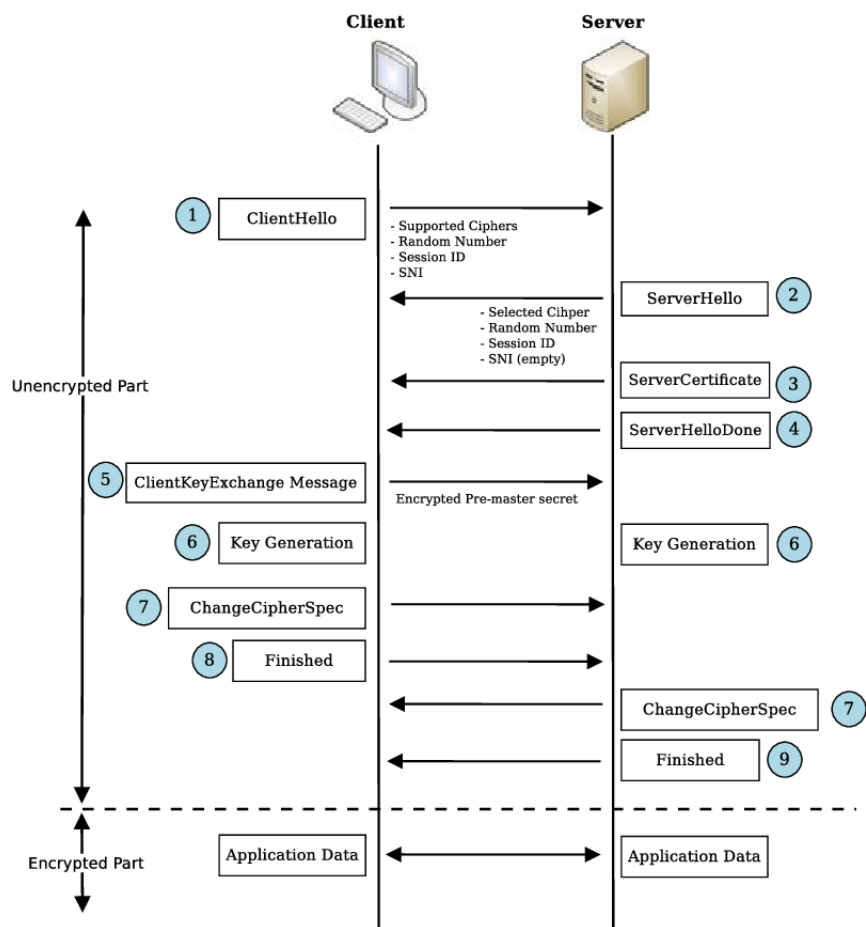 Client
Server
1
ClientHello
- Supported Ciphers
- Random Number
- Session ID
- SNI
ServerHello
2
- Selected Cihper
- Random Number
- Session ID
- SNI (empty)
Unencrypted Part
ServerCertificate
3
ServerHelloDone
4
5
ClientKeyExchange Message
Encrypted Pre-master secret
6
Key Generation
Key Generation
6
7
ChangeCipherSpec
8
Finished
ChangeCipherSpec
7
Finished
9
Encrypted Part
Application Data
Application Data